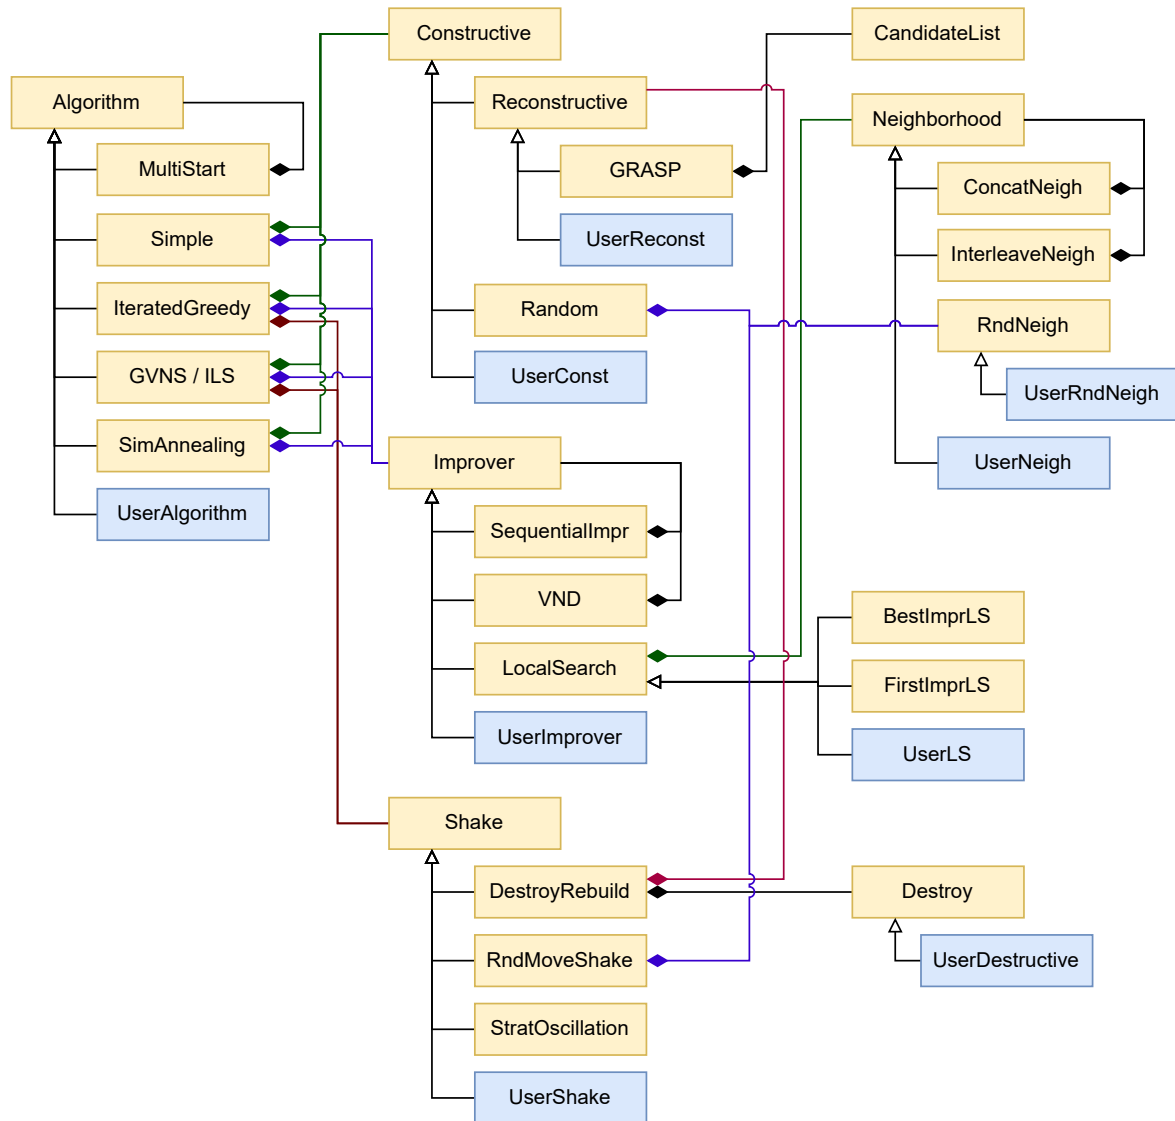 Constructive
CandidateList
Algorithm
Reconstructive
Neighborhood
MultiStart
GRASP
ConcatNeigh
Simple
UserReconst
InterleaveNeigh
IteratedGreedy
Random
RndNeigh
GVNS / ILS
UserConst
UserRndNeigh
SimAnnealing
Improver
UserNeigh
UserAlgorithm
SequentialImpr
VND
BestImprLS
LocalSearch
FirstImprLS
UserImprover
UserLS
Shake
DestroyRebuild
Destroy
RndMoveShake
UserDestructive
StratOscillation
UserShake